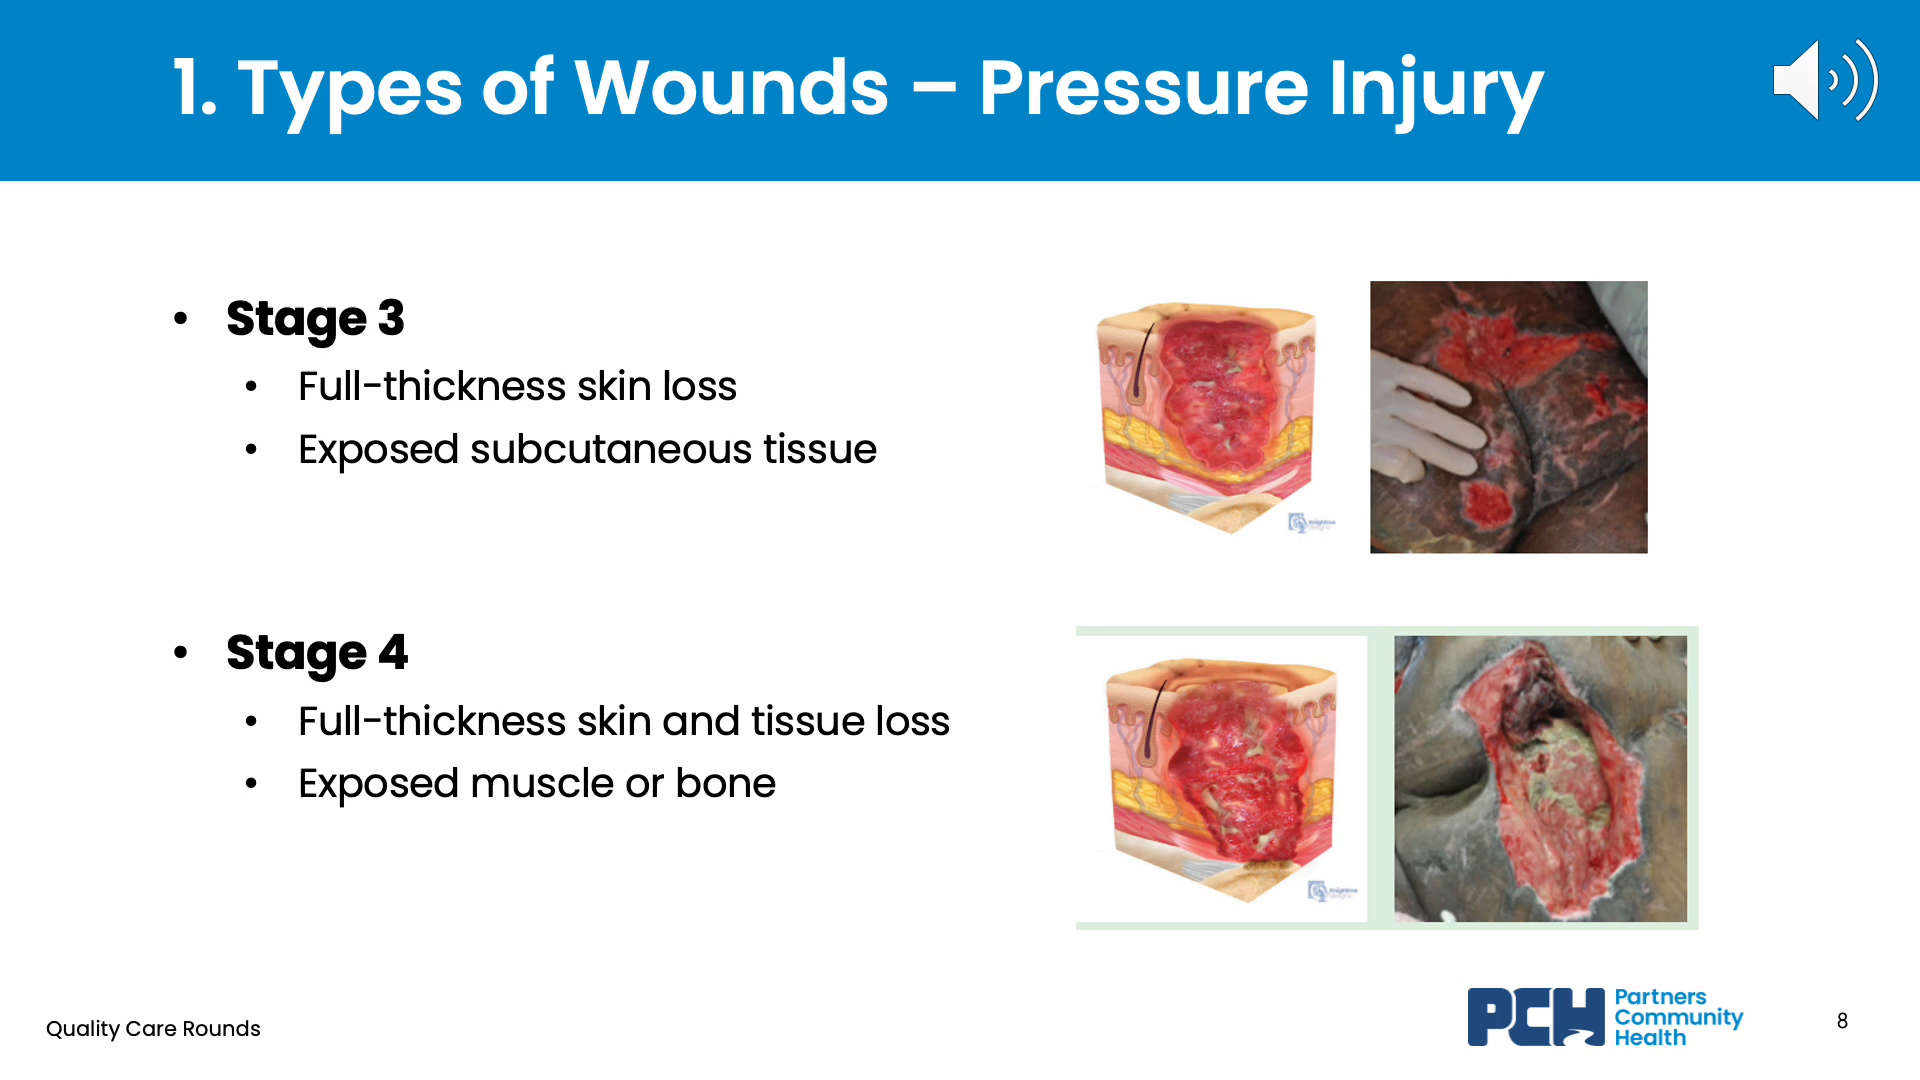 1. Types of Wounds – Pressure Injury
• Stage 3
• Full-thickness skin loss
• Exposed subcutaneous tissue
• Stage 4
• Full-thickness skin and tissue loss
• Exposed muscle or bone
Quality Care Rounds
PCH
Partners
Community
Health
8